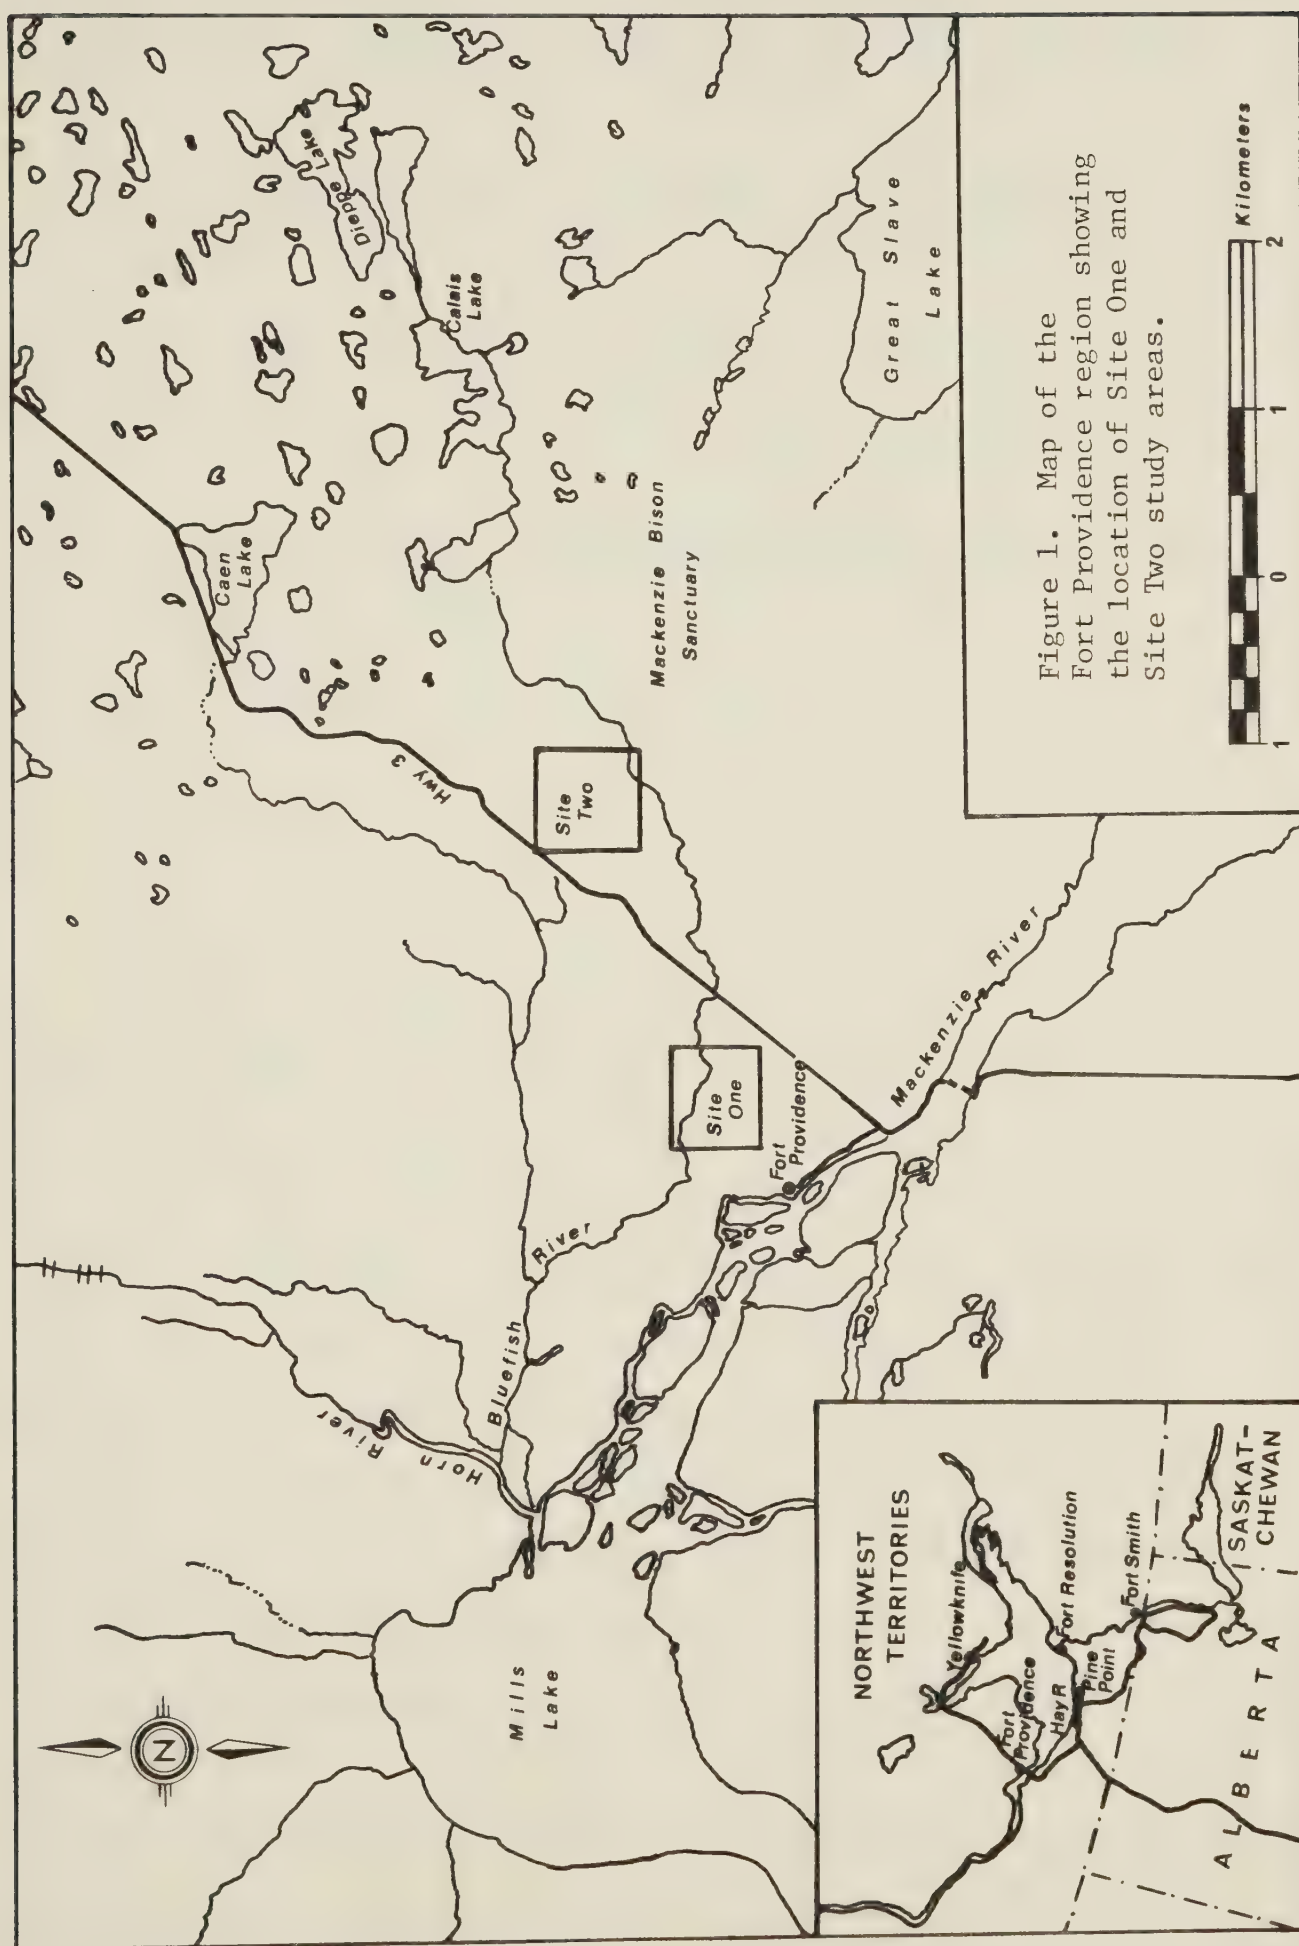 Dieppe Lake
Calais
Lake
Caen
Lake
Hwy 3
Site
Two
Mackenzie Bison
Sanctuary
Great Slave
Lake
Site
One
Fort
Providence
Mackenzie River
Bluefish River
Horn River
Mills
Lake
N
Figure 1. Map of the
Fort Providence region showing
the location of Site One and
Site Two study areas.
1 0 1 2
Kilometers
NORTHWEST
TERRITORIES
Yellowknife
Fort
Providence
Hay R
Pine
Point
Fort Resolution
Fort Smith
ALBERTA
SASKAT-
CHEWAN